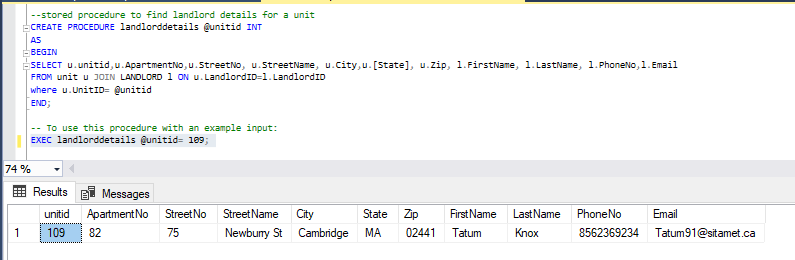 --stored procedure to find landlord details for a unit
CREATE PROCEDURE landlorddetails @unitid INT
AS
BEGIN
SELECT u.unitid,u.ApartmentNo,u.StreetNo, u.StreetName, u.City,u.[State], u.Zip, l.FirstName, l.LastName, l.PhoneNo,l.Email
FROM unit u JOIN LANDLORD l ON u.LandlordID=l.LandlordID
where u.UnitID= @unitid
END;
-- To use this procedure with an example input:
EXEC landlorddetails @unitid= 109;
74 %
Results Messages
unitid ApartmentNo StreetNo StreetName City State Zip FirstName LastName PhoneNo Email
1 109 82 75 Newbury St Cambridge MA 02441 Tatum Knox 8562369234 Tatum91@sitamet.ca